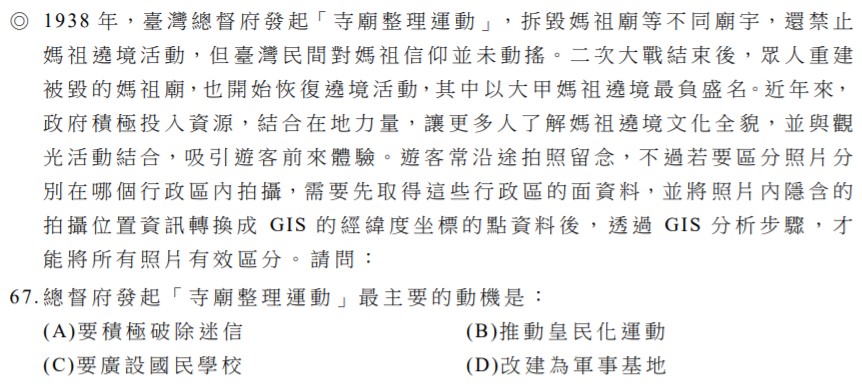 ◎ 1938 年，臺灣總督府發起「寺廟整理運動」，拆毀媽祖廟等不同廟宇，還禁止
媽祖遶境活動，但臺灣民間對媽祖信仰並未動搖。二次大戰結束後，眾人重建
被毀的媽祖廟，也開始恢復遶境活動，其中以大甲媽祖遶境最負盛名。近年來，
政府積極投入資源，結合在地力量，讓更多人了解媽祖遶境文化全貌，並與觀
光活動結合，吸引遊客前來體驗。遊客常沿途拍照留念，不過若要區分照片分
別在哪個行政區內拍攝，需要先取得這些行政區的面資料，並將照片內隱含的
拍攝位置資訊轉換成 GIS 的經緯度坐標的點資料後，透過 GIS 分析步驟，才
能將所有照片有效區分。請問：
67.總督府發起「寺廟整理運動」最主要的動機是：
(A)要積極破除迷信 (B)推動皇民化運動
(C)要廣設國民學校 (D)改建為軍事基地